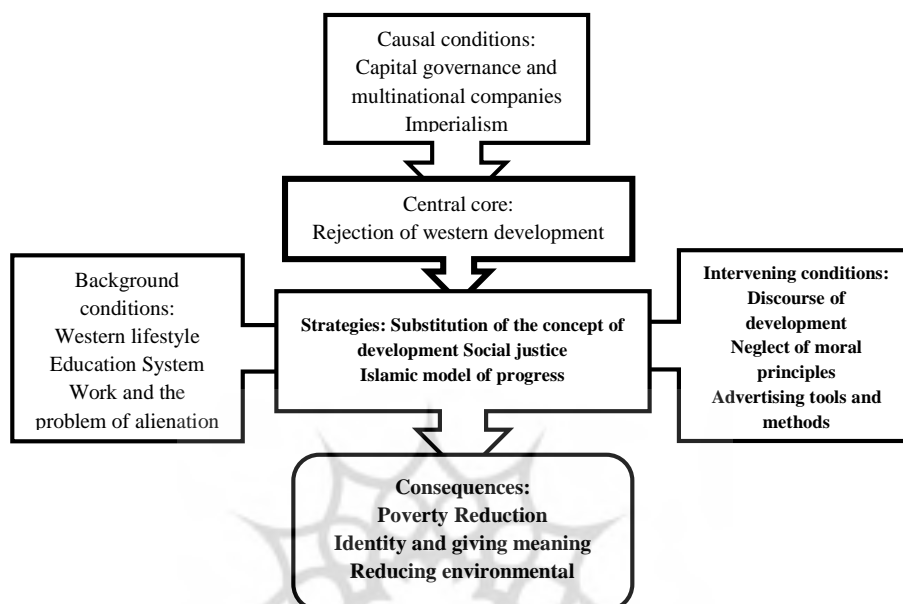 Causal conditions:
Capital governance and
multinational companies
Imperialism
Central core:
Rejection of western development
Background
conditions:
Western lifestyle
Education System
Work and the
problem of alienation
Strategies: Substitution of the concept of
development Social justice
Islamic model of progress
Intervening conditions:
Discourse of
development
Neglect of moral
principles
Advertising tools and
methods
Consequences:
Poverty Reduction
Identity and giving meaning
Reducing environmental